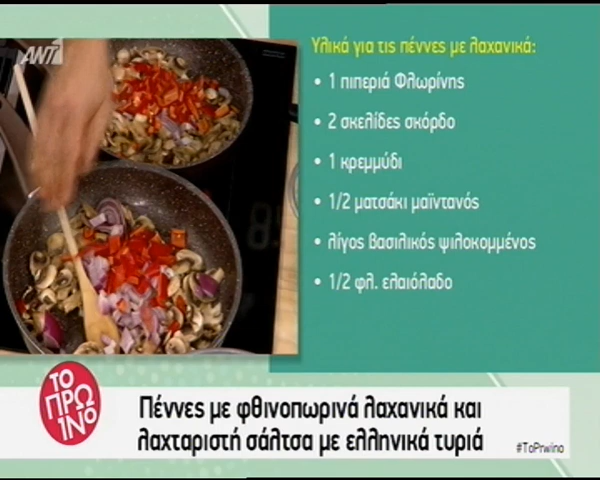 ANT1
Υλικά για τις πέννες με λαχανικά:
• 1 πιπεριά Φλωρίνης
• 2 σκελίδες σκόρδο
• 1 κρεμμύδι
• 1/2 ματσάκι μαϊντανός
• λίγος βασιλικός ψιλοκομμένος
• 1/2 φλ. ελαιόλαδο
ΤΟ
ΠΡΩ
ΙΝΟ
Πέννες με φθινοπωρινά λαχανικά και
λαχταριστή σάλτσα με ελληνικά τυριά
#ToPrwino